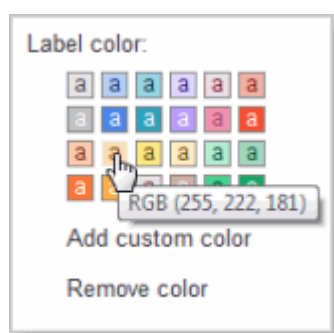 Label color:
a a a a a a
a a a a a a
a a a a a a
a a a a a a
RGB (255, 222, 181)
Add custom color
Remove color